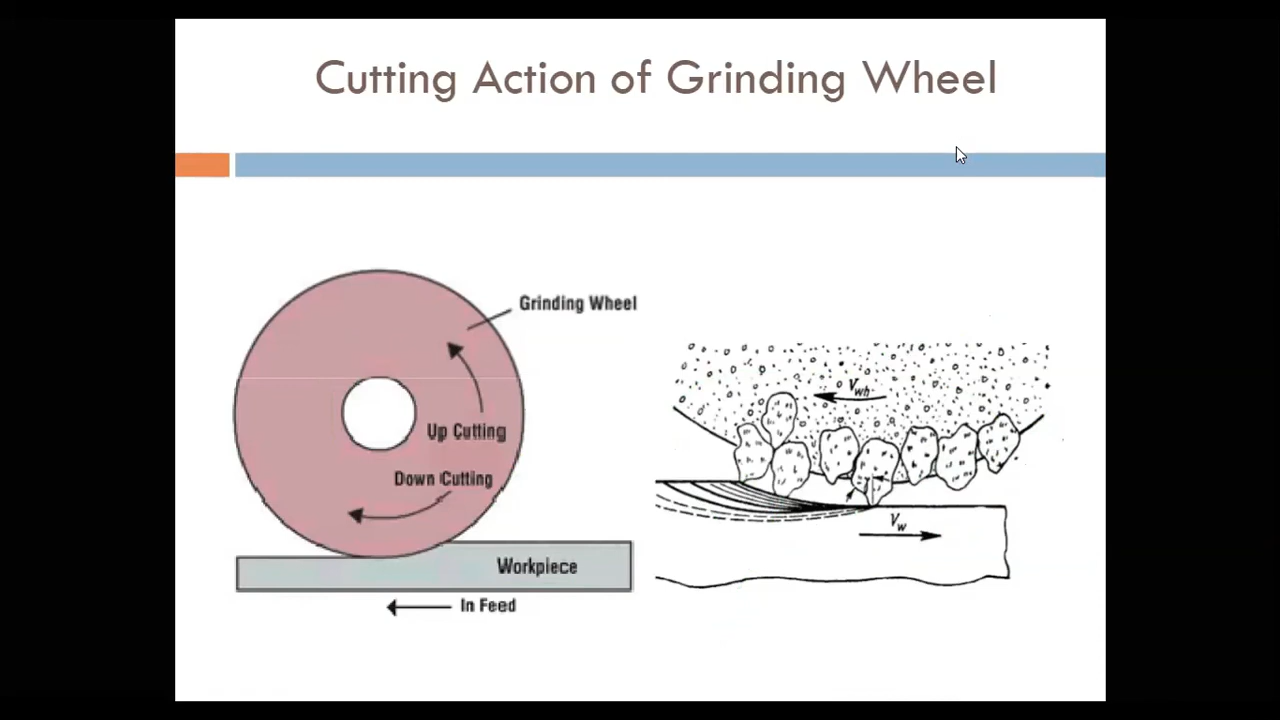 Cutting Action of Grinding Wheel
Grinding Wheel
Up Cutting
Down Cutting
Workpiece
In Feed
Vwh
Vw